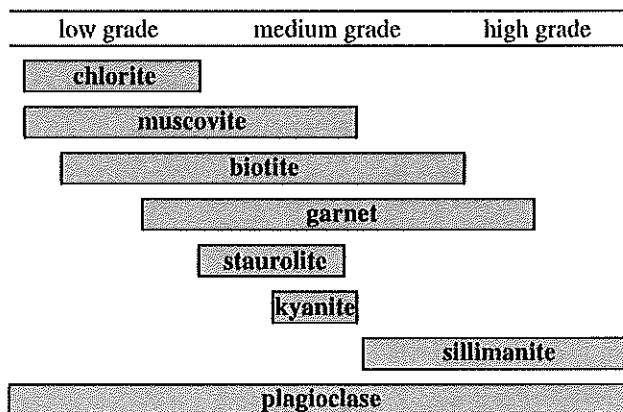 low grade medium grade high grade
chlorite
muscovite
biotite
garnet
staurolite
kyanite
sillimanite
plagioclase